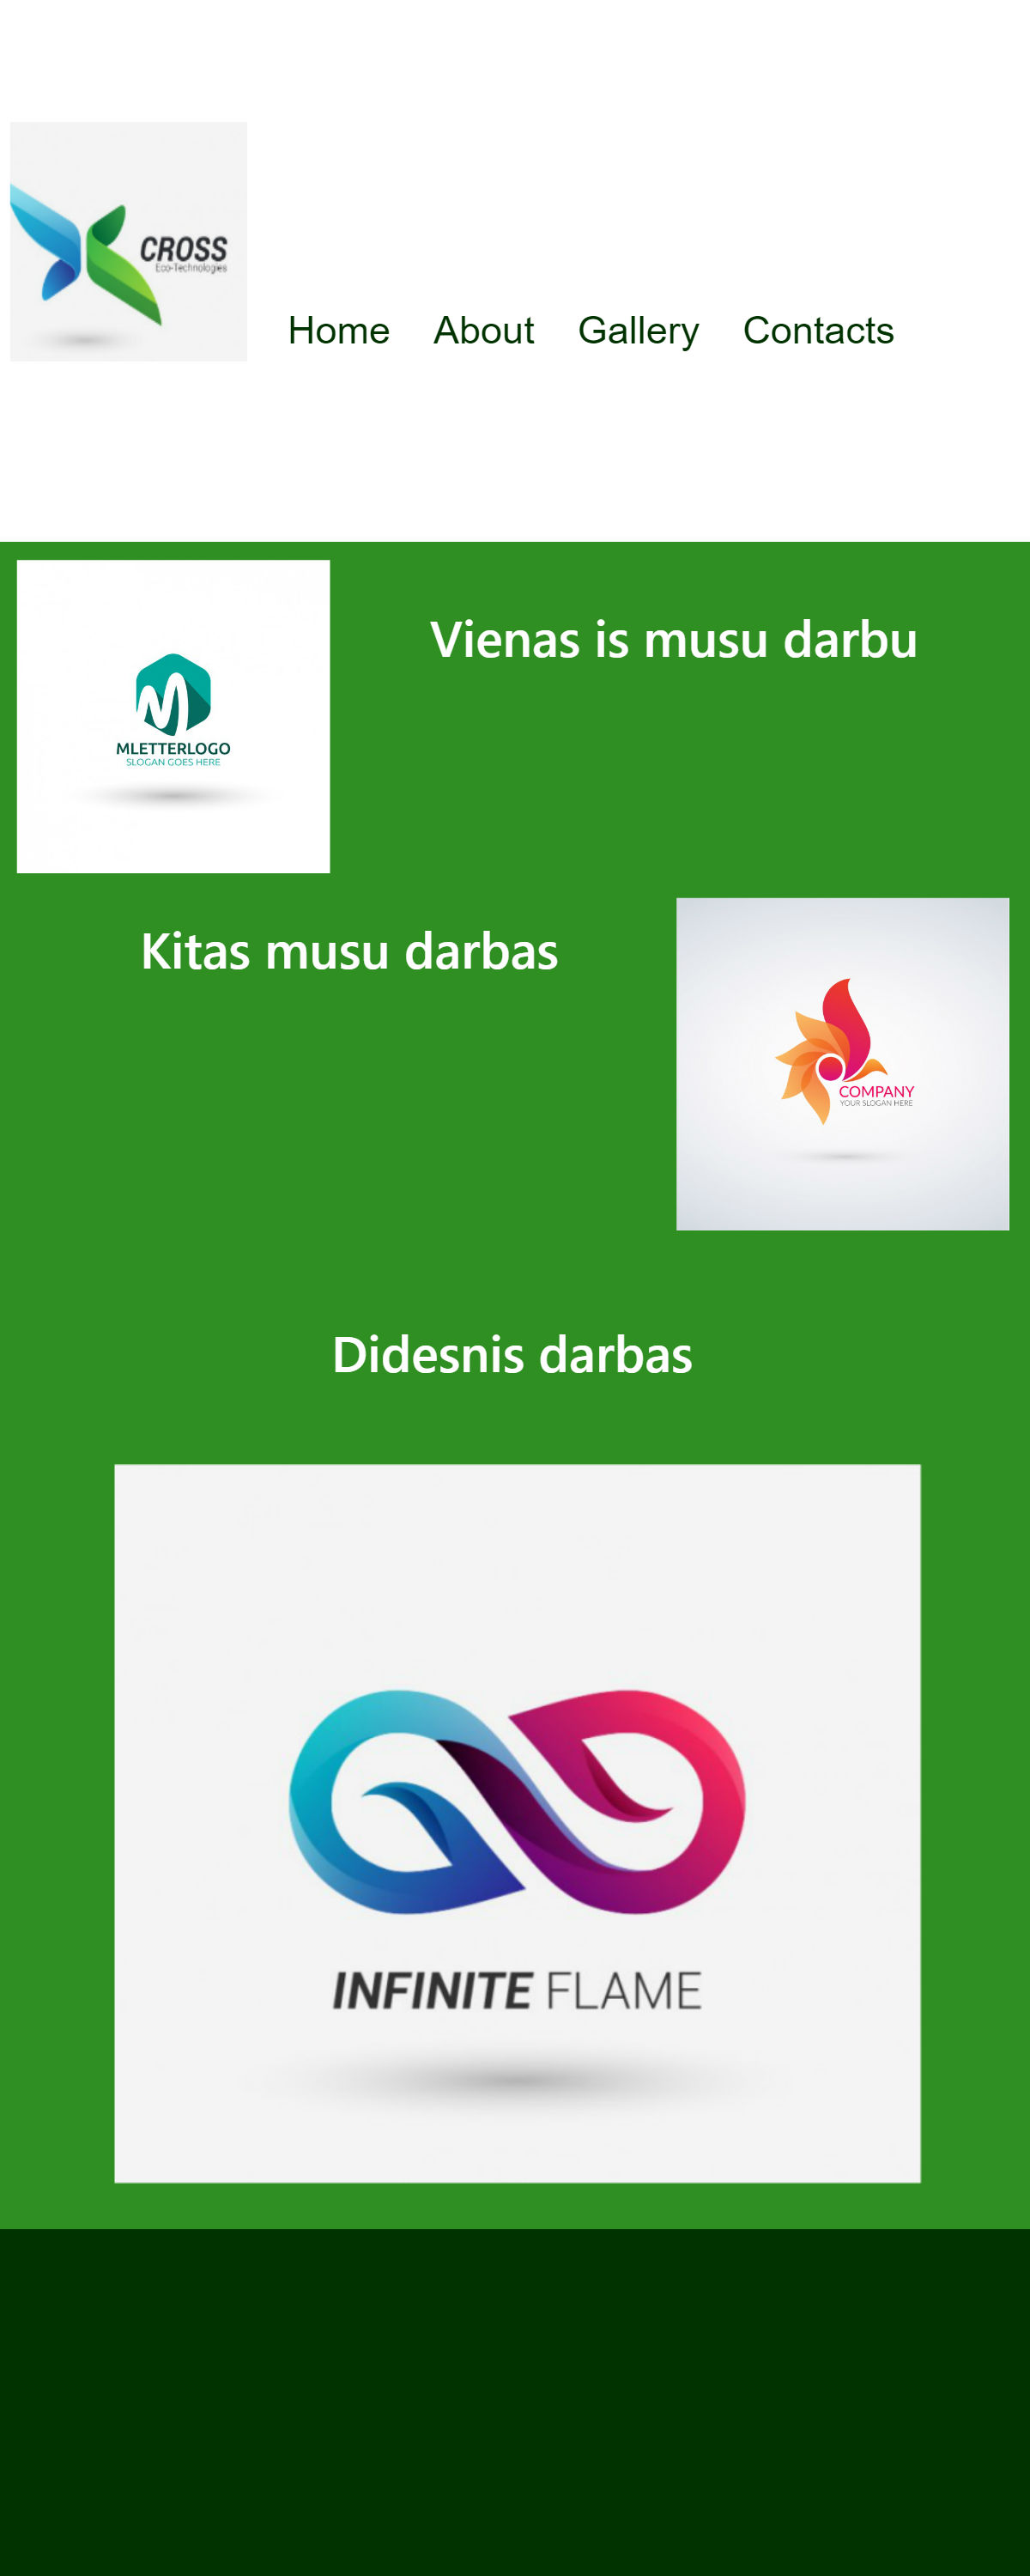 CROSS
Eco-Technologies
Home About Gallery Contacts
Vienas is musu darbu
MLETTERLOGO
SLOGAN GOES HERE
Kitas musu darbas
COMPANY
YOUR SLOGAN HERE
Didesnis darbas
INFINITE FLAME